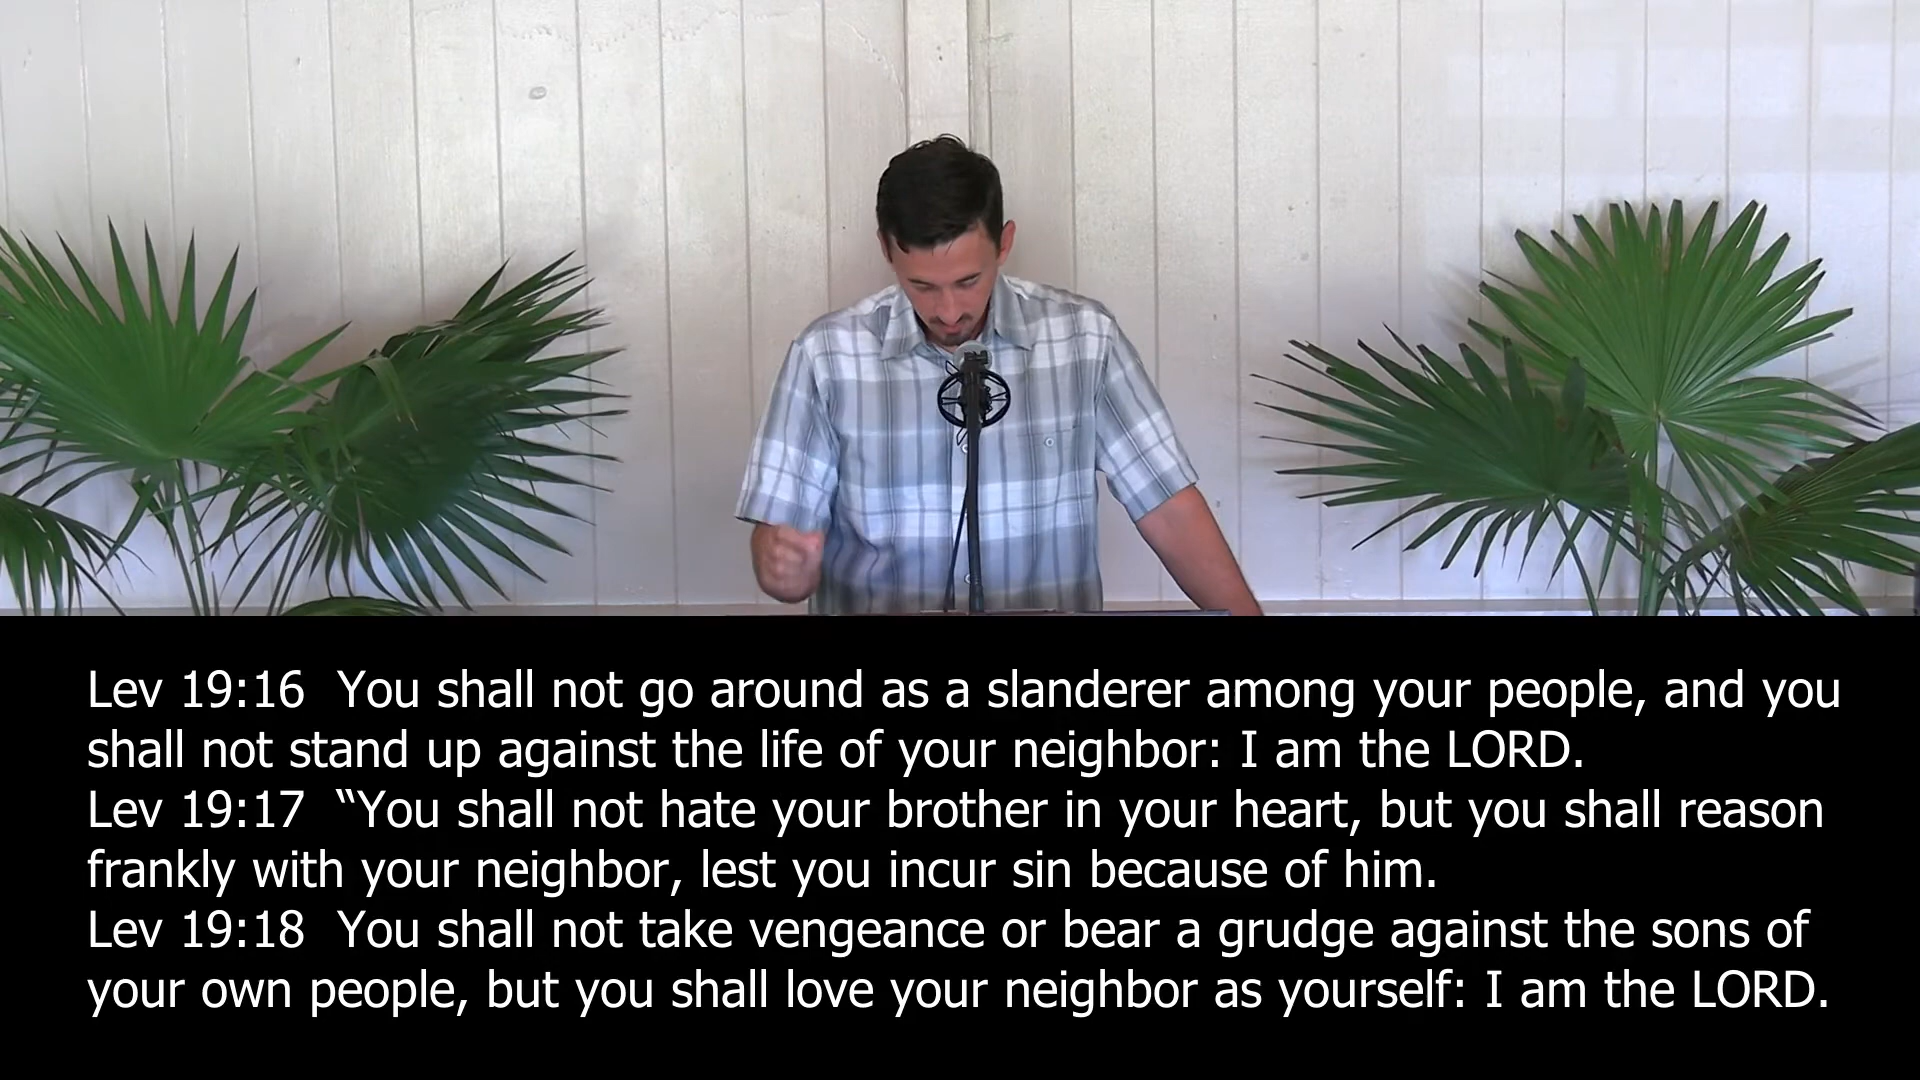 Lev 19:16  You shall not go around as a slanderer among your people, and you
shall not stand up against the life of your neighbor: I am the LORD.
Lev 19:17  “You shall not hate your brother in your heart, but you shall reason
frankly with your neighbor, lest you incur sin because of him.
Lev 19:18  You shall not take vengeance or bear a grudge against the sons of
your own people, but you shall love your neighbor as yourself: I am the LORD.